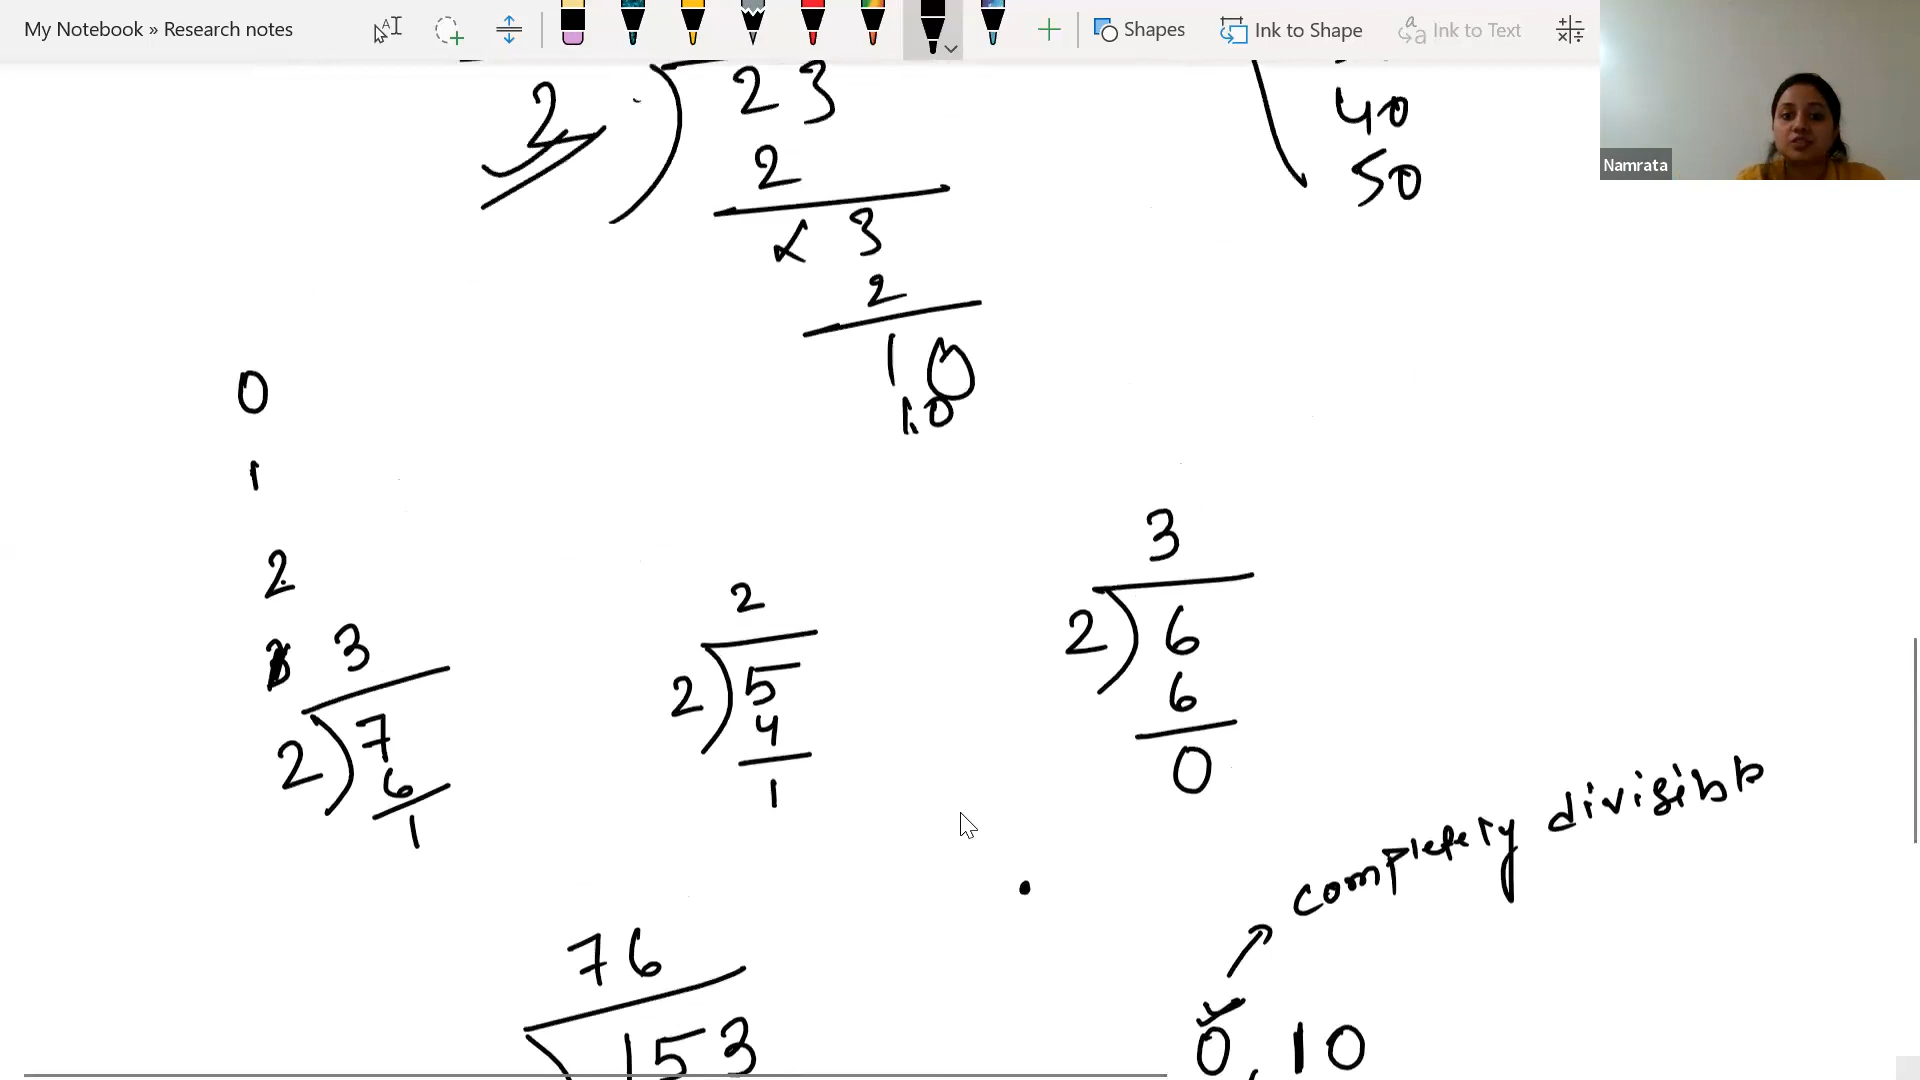 My Notebook » Research notes
Shapes
Ink to Shape
Ink to Text
Namrata
2 ) 23
2
3
2
10
1.0
40
50
0
1
2
3
2 ) 7
6
1
2
2 ) 5
4
1
3
2 ) 6
6
0
completely divisible
76
153
0, 10